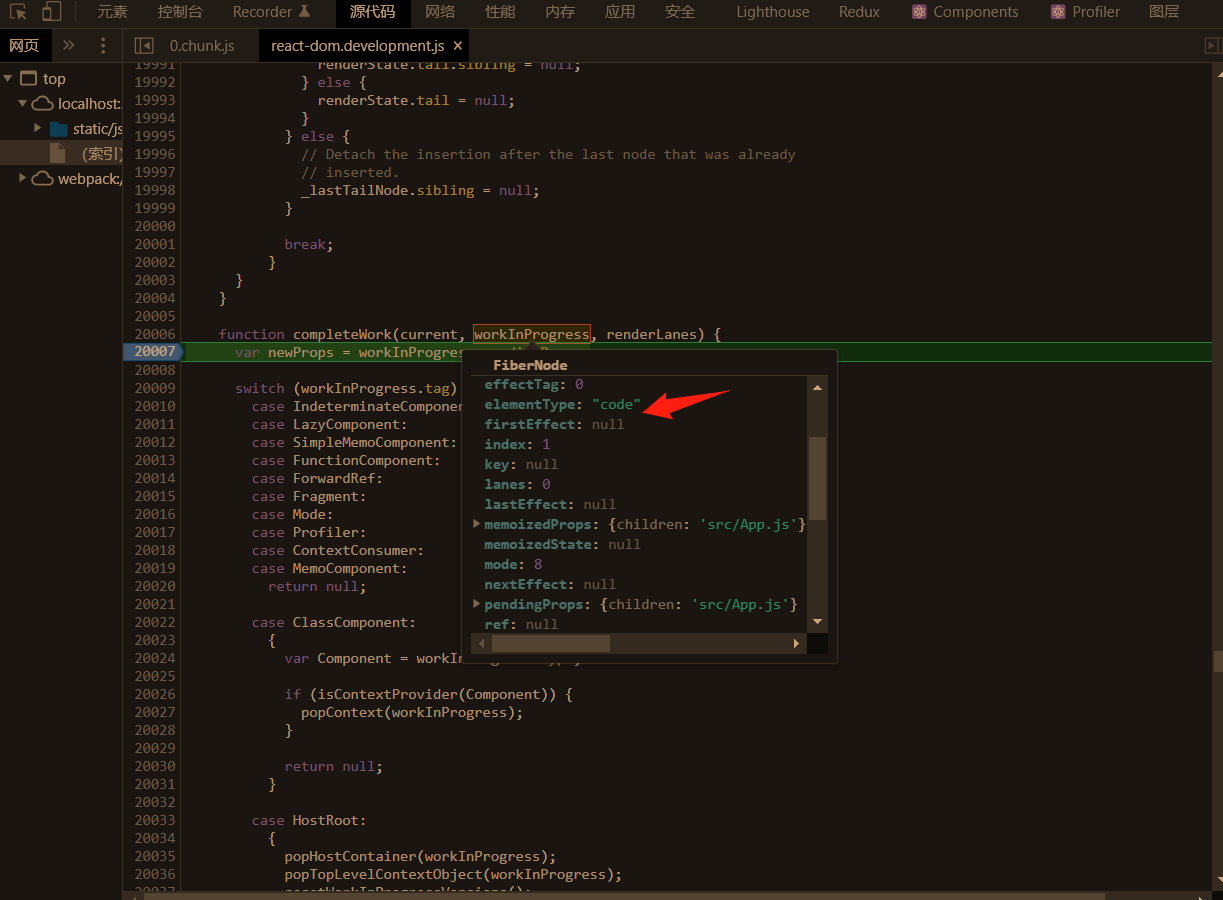 元素 控制台 Recorder 源代码 网络 性能 内存 应用 安全 Lighthouse Redux Components Profiler 图层
网页 0.chunk.js react-dom.development.js ×
top
localhost:
static/js
(索引)
webpack:/
19991 renderState.tail.sibling = null;
19992 } else {
19993 renderState.tail = null;
19994 }
19995 } else {
19996 // Detach the insertion after the last node that was already
19997 // inserted.
19998 _lastTailNode.sibling = null;
19999 }
20000
20001 break;
20002 }
20003 }
20004 }
20005
20006 function completeWork(current, workInProgress, renderLanes) {
20007 var newProps = workInProgres
20008
20009 switch (workInProgress.tag)
20010 case IndeterminateComponen
20011 case LazyComponent:
20012 case SimpleMemoComponent:
20013 case FunctionComponent:
20014 case ForwardRef:
20015 case Fragment:
20016 case Mode:
20017 case Profiler:
20018 case ContextConsumer:
20019 case MemoComponent:
20020 return null;
20021
20022 case ClassComponent:
20023 {
20024 var Component = workI
20025
20026 if (isContextProvider(Component)) {
20027 popContext(workInProgress);
20028 }
20029
20030 return null;
20031 }
20032
20033 case HostRoot:
20034 {
20035 popHostContainer(workInProgress);
20036 popTopLevelContextObject(workInProgress);
20037
FiberNode
effectTag: 0
elementType: "code"
firstEffect: null
index: 1
key: null
lanes: 0
lastEffect: null
memoizedProps: {children: 'src/App.js'}
memoizedState: null
mode: 8
nextEffect: null
pendingProps: {children: 'src/App.js'}
ref: null